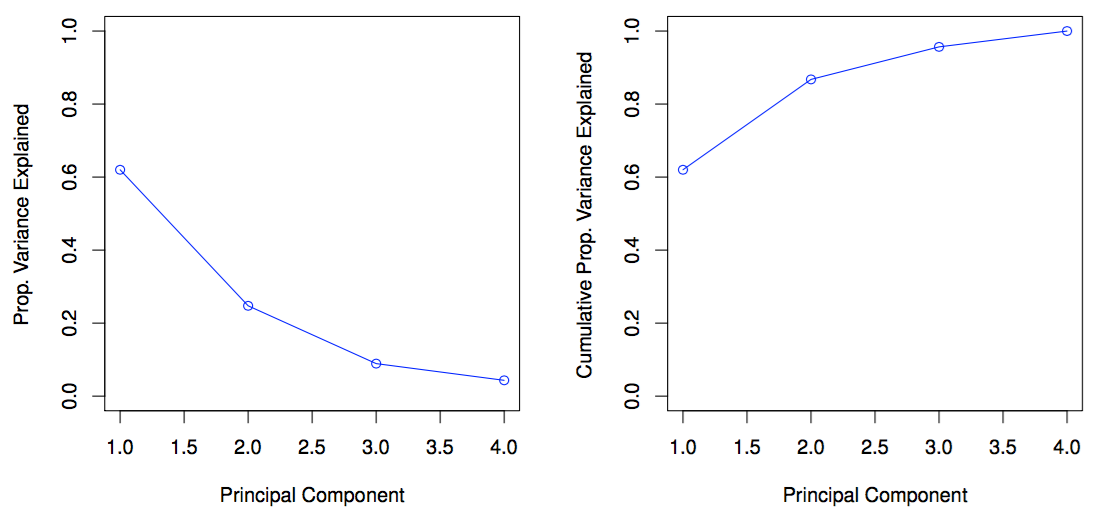 Prop. Variance Explained
1.0
0.8
0.6
0.4
0.2
0.0
1.0 1.5 2.0 2.5 3.0 3.5 4.0
Principal Component
Cumulative Prop. Variance Explained
1.0
0.8
0.6
0.4
0.2
0.0
1.0 1.5 2.0 2.5 3.0 3.5 4.0
Principal Component